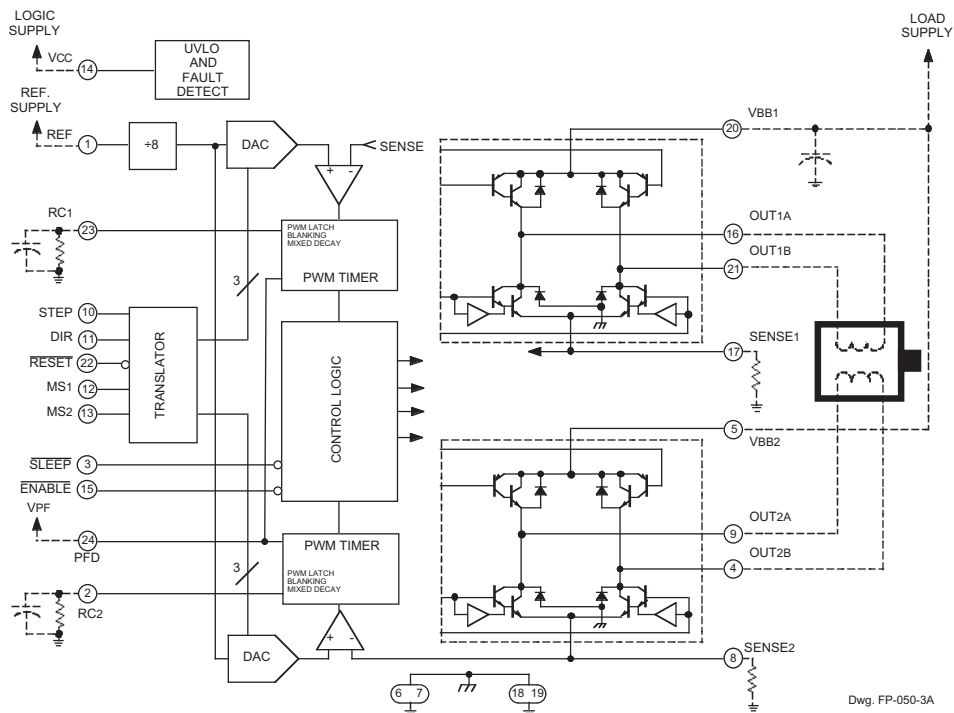 LOGIC
SUPPLY
VCC
14
UVLO
AND
FAULT
DETECT
LOAD
SUPPLY
REF.
SUPPLY
REF
1
÷8
DAC
+ -
SENSE
VBB1
20
RC1
23
PWM LATCH
BLANKING
MIXED DECAY
PWM TIMER
3
OUT1A
16
OUT1B
21
STEP
10
DIR
11
RESET
22
MS1
12
MS2
13
TRANSLATOR
CONTROL LOGIC
SENSE1
17
SLEEP
3
ENABLE
15
5
VBB2
VPF
24
PFD
PWM TIMER
PWM LATCH
BLANKING
MIXED DECAY
3
OUT2A
9
OUT2B
4
2
RC2
DAC
+ -
SENSE2
8
6 7
18 19
Dwg. FP-050-3A